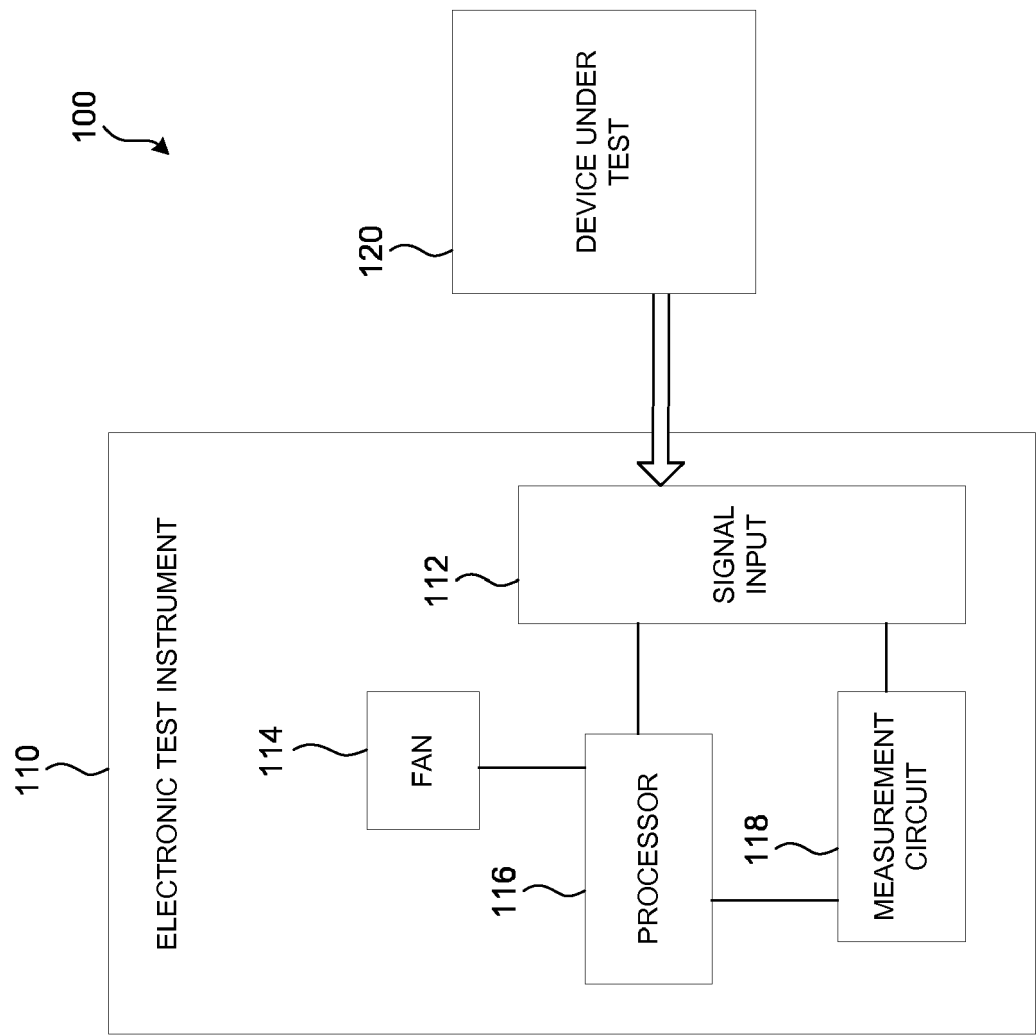 100
110
ELECTRONIC TEST INSTRUMENT
114
FAN
120
DEVICE UNDER
TEST
112
SIGNAL
INPUT
116
PROCESSOR
118
MEASUREMENT
CIRCUIT